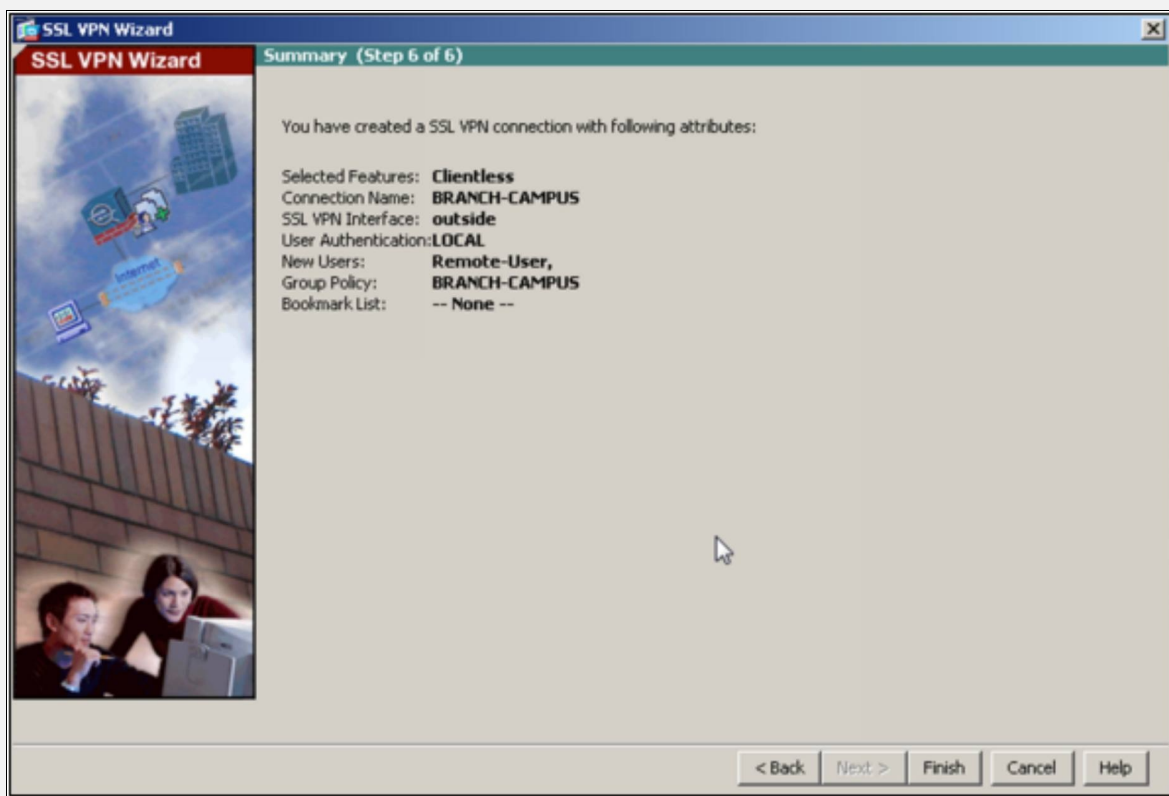 SSL VPN Wizard
SSL VPN Wizard
Summary (Step 6 of 6)
You have created a SSL VPN connection with following attributes:
Selected Features: Clientless
Connection Name: BRANCH-CAMPUS
SSL VPN Interface: outside
User Authentication:LOCAL
New Users: Remote-User,
Group Policy: BRANCH-CAMPUS
Bookmark List: -- None --
Internet
< Back Next > Finish Cancel Help